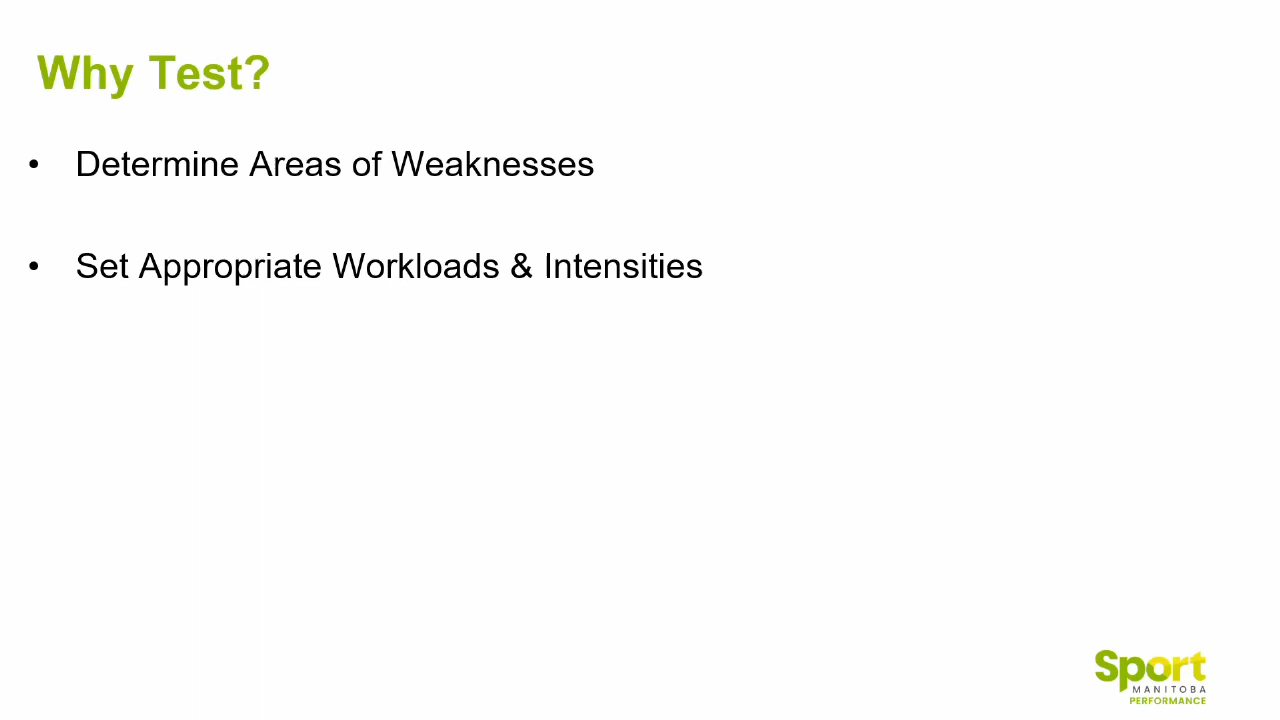 Why Test?
• Determine Areas of Weaknesses
• Set Appropriate Workloads & Intensities
Sport
MANITOBA
PERFORMANCE